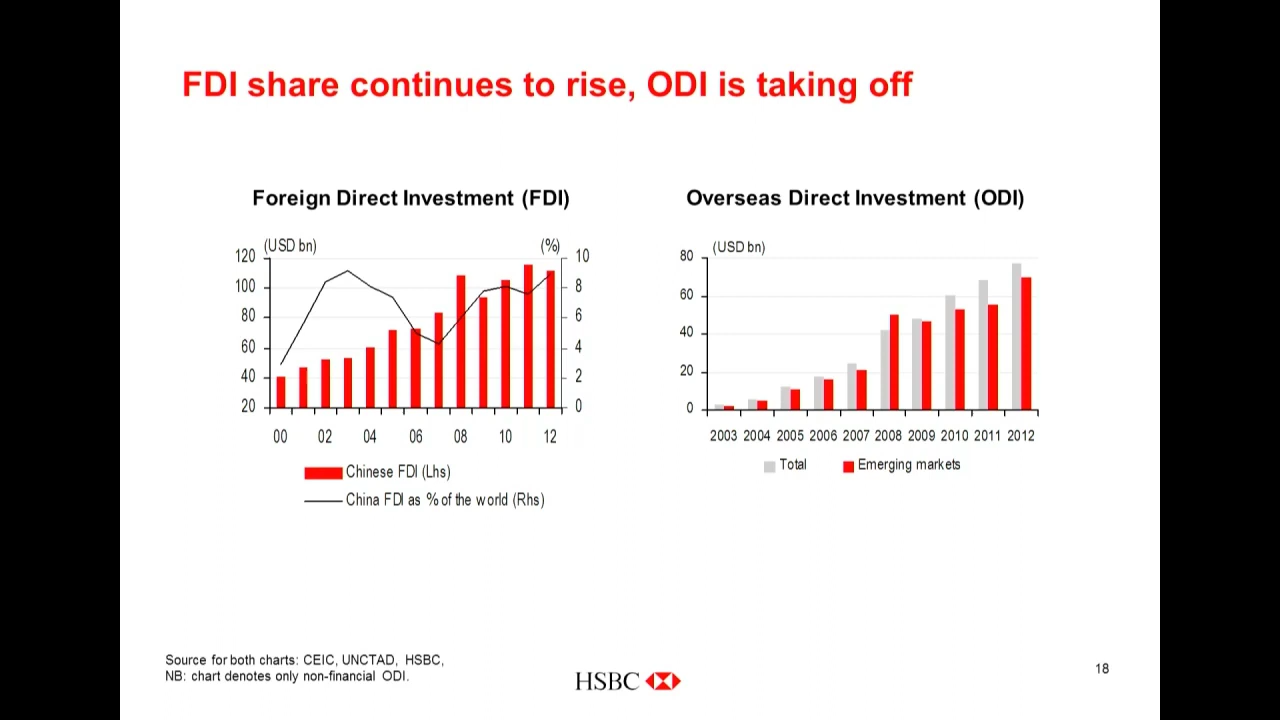 FDI share continues to rise, ODI is taking off
Foreign Direct Investment (FDI)
(USD bn)
(%)
120
100
80
60
40
20
10
8
6
4
2
0
00 02 04 06 08 10 12
Chinese FDI (Lhs)
China FDI as % of the world (Rhs)
Overseas Direct Investment (ODI)
(USD bn)
80
60
40
20
0
2003 2004 2005 2006 2007 2008 2009 2010 2011 2012
Total Emerging markets
Source for both charts: CEIC, UNCTAD, HSBC,
NB: chart denotes only non-financial ODI.
HSBC
18